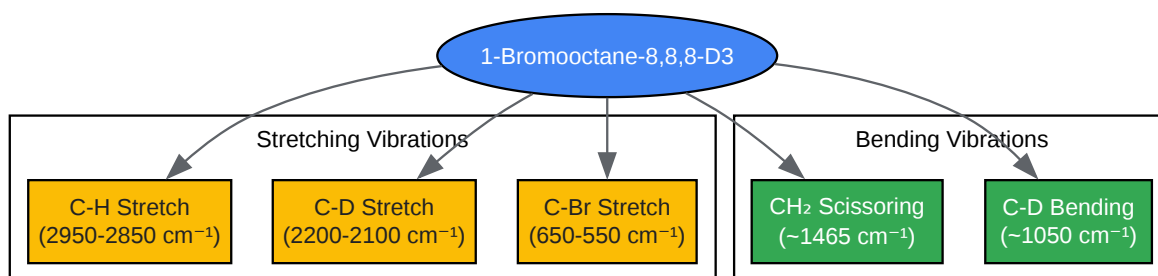 1-Bromooctane-8,8,8-D3
Stretching Vibrations
Bending Vibrations
C-H Stretch
(2950-2850 cm⁻¹)
C-D Stretch
(2200-2100 cm⁻¹)
C-Br Stretch
(650-550 cm⁻¹)
CH₂ Scissoring
(~1465 cm⁻¹)
C-D Bending
(~1050 cm⁻¹)